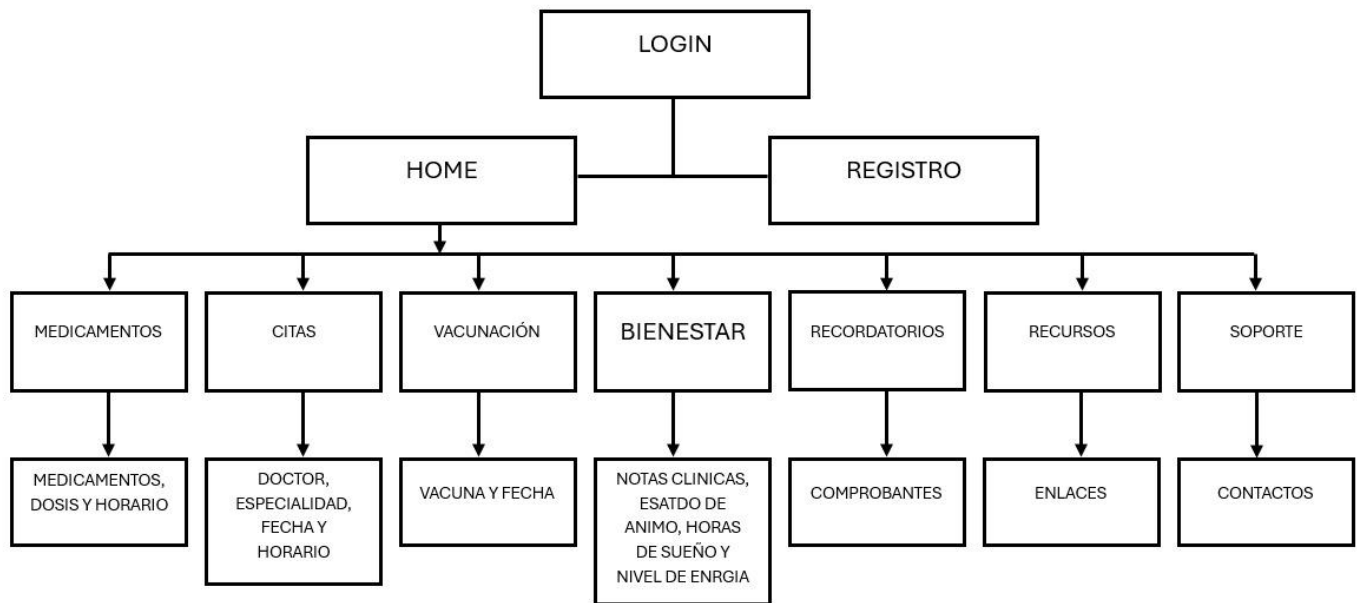 LOGIN
HOME
REGISTRO
MEDICAMENTOS
CITAS
VACUNACIÓN
BIENESTAR
RECORDATORIOS
RECURSOS
SOPORTE
MEDICAMENTOS,
DOSIS Y HORARIO
DOCTOR,
ESPECIALIDAD,
FECHA Y
HORARIO
VACUNA Y FECHA
NOTAS CLINICAS,
ESATDO DE
ANIMO, HORAS
DE SUEÑO Y
NIVEL DE ENRGIA
COMPROBANTES
ENLACES
CONTACTOS